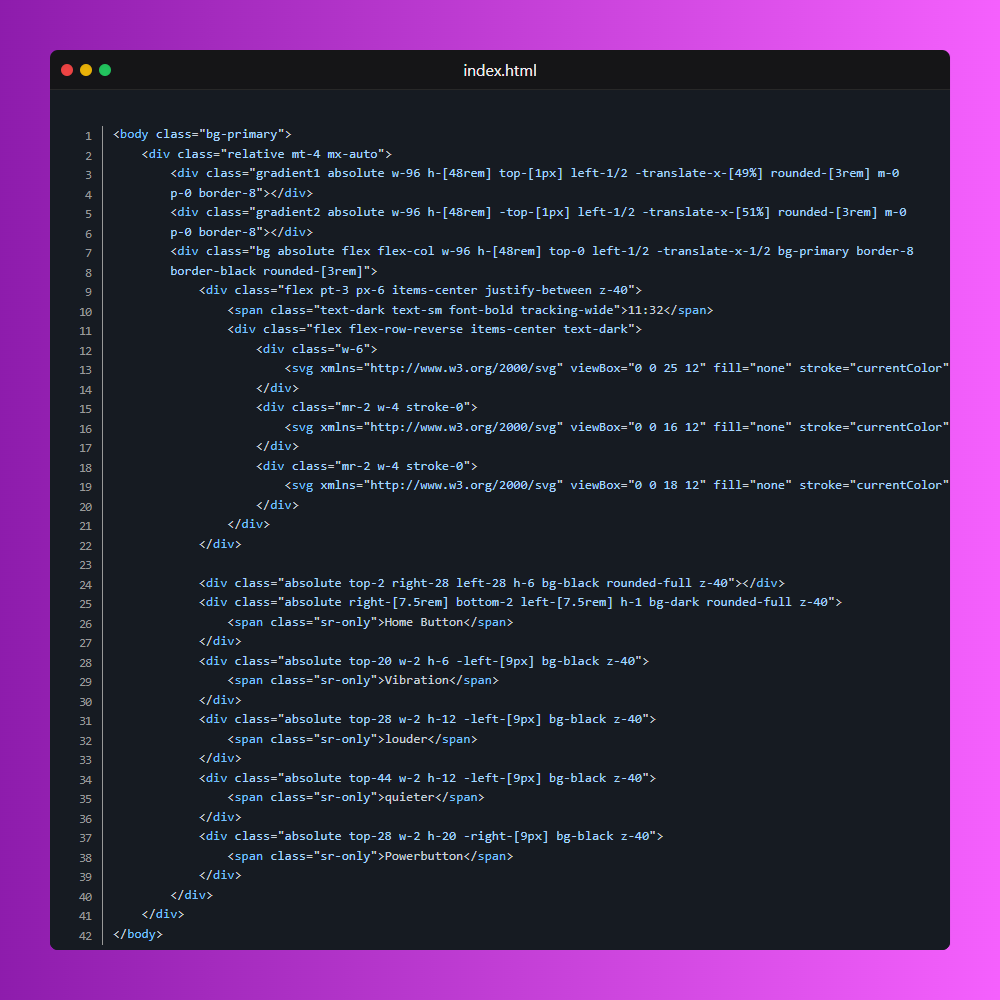 index.html
1 <body class="bg-primary">
2 <div class="relative mt-4 mx-auto">
3 <div class="gradient1 absolute w-96 h-[48rem] top-[1px] left-1/2 -translate-x-[49%] rounded-[3rem] m-0
4 p-0 border-8"></div>
5 <div class="gradient2 absolute w-96 h-[48rem] -top-[1px] left-1/2 -translate-x-[51%] rounded-[3rem] m-0
6 p-0 border-8"></div>
7 <div class="bg absolute flex flex-col w-96 h-[48rem] top-0 left-1/2 -translate-x-1/2 bg-primary border-8
8 border-black rounded-[3rem]">
9 <div class="flex pt-3 px-6 items-center justify-between z-40">
10 <span class="text-dark text-sm font-bold tracking-wide">11:32</span>
11 <div class="flex flex-row-reverse items-center text-dark">
12 <div class="w-6">
13 <svg xmlns="http://www.w3.org/2000/svg" viewBox="0 0 25 12" fill="none" stroke="currentColor"
14 </div>
15 <div class="mr-2 w-4 stroke-0">
16 <svg xmlns="http://www.w3.org/2000/svg" viewBox="0 0 16 12" fill="none" stroke="currentColor"
17 </div>
18 <div class="mr-2 w-4 stroke-0">
19 <svg xmlns="http://www.w3.org/2000/svg" viewBox="0 0 18 12" fill="none" stroke="currentColor"
20 </div>
21 </div>
22 </div>
23
24 <div class="absolute top-2 right-28 left-28 h-6 bg-black rounded-full z-40"></div>
25 <div class="absolute right-[7.5rem] bottom-2 left-[7.5rem] h-1 bg-dark rounded-full z-40">
26 <span class="sr-only">Home Button</span>
27 </div>
28 <div class="absolute top-20 w-2 h-6 -left-[9px] bg-black z-40">
29 <span class="sr-only">Vibration</span>
30 </div>
31 <div class="absolute top-28 w-2 h-12 -left-[9px] bg-black z-40">
32 <span class="sr-only">louder</span>
33 </div>
34 <div class="absolute top-44 w-2 h-12 -left-[9px] bg-black z-40">
35 <span class="sr-only">quieter</span>
36 </div>
37 <div class="absolute top-28 w-2 h-20 -right-[9px] bg-black z-40">
38 <span class="sr-only">Powerbutton</span>
39 </div>
40 </div>
41 </div>
42 </body>